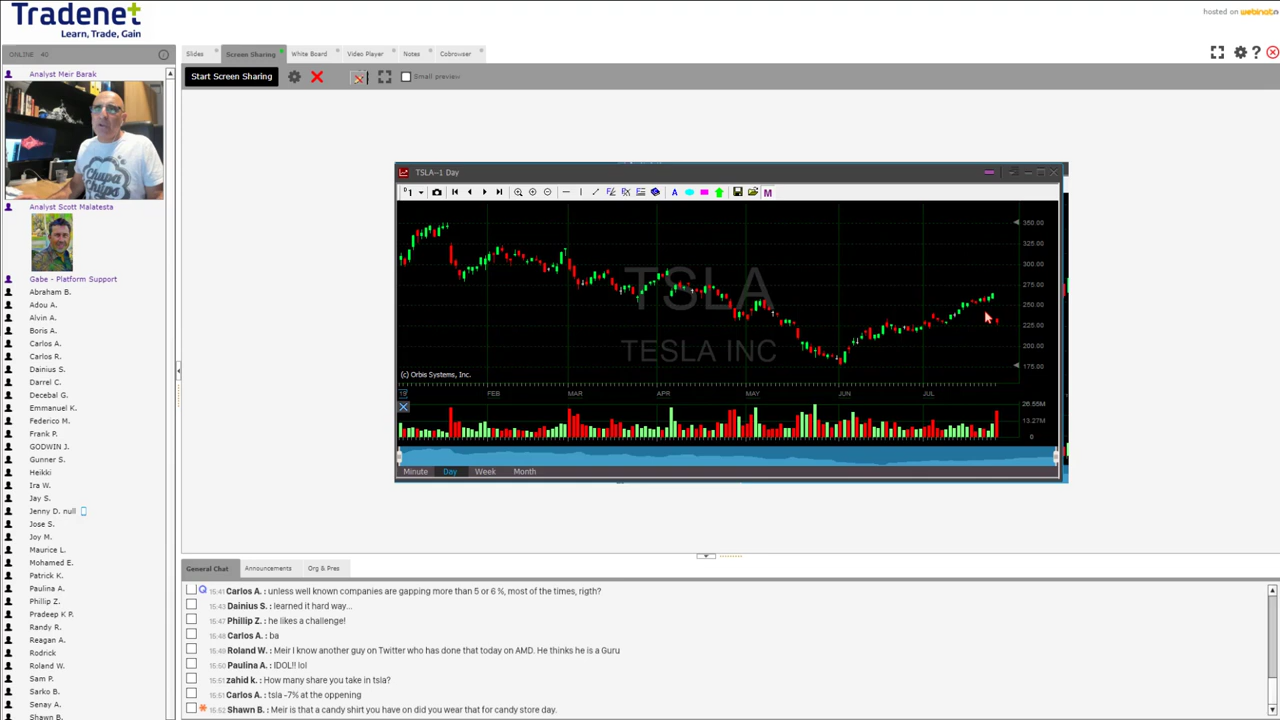 Tradenet
Learn, Trade, Gain
hosted on webinato
ONLINE 40
Slides
Screen Sharing
White Board
Video Player
Notes
Cobrowser
Start Screen Sharing
Small preview
Analyst Meir Barak
CHUPA CHUPS
Analyst Scott Malatesta
Gabe - Platform Support
Abraham B.
Adou A.
Alvin A.
Boris A.
Carlos A.
Carlos R.
Dainius S.
Darrel C.
Decebal G.
Emmanuel K.
Federico M.
Frank P.
GODWIN J.
Gunner S.
Heikki
Ira W.
Jay S.
Jenny D. null
Jose S.
Joy M.
Maurice L.
Mohamed E.
Patrick K.
Paulina A.
Phillip Z.
Pradeep K P.
Randy R.
Reagan A.
Rodrick
Roland W.
Sam P.
Sarko B.
Senay A.
Shawn B.
TSLA~1 Day
D1
A
M
TSLA
TESLA INC
350.00
325.00
300.00
275.00
250.00
225.00
200.00
175.00
(c) Orbis Systems, Inc.
19
FEB
MAR
APR
MAY
JUN
JUL
26.55M
13.27M
0
Minute
Day
Week
Month
General Chat
Announcements
Org & Pres
15:41 Carlos A. : unless well known companies are gapping more than 5 or 6 %, most of the times, rigth?
15:43 Dainius S. : learned it hard way...
15:47 Phillip Z. : he likes a challenge!
15:48 Carlos A. : ba
15:49 Roland W. : Meir I know another guy on Twitter who has done that today on AMD. He thinks he is a Guru
15:50 Paulina A. : IDOL!! lol
15:51 zahid k. : How many share you take in tsla?
15:51 Carlos A. : tsla -7% at the oppening
15:52 Shawn B. : Meir is that a candy shirt you have on did you wear that for candy store day.